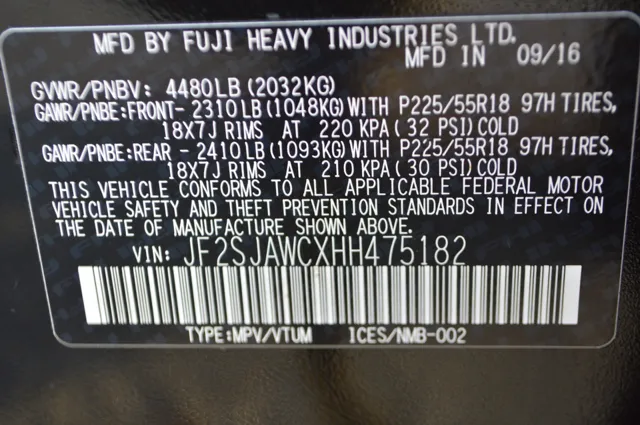 MFD BY FUJI HEAVY INDUSTRIES LTD.
MFD IN 09/16
GVWR/PNBV: 4480LB (2032KG)
GAWR/PNBE:FRONT- 2310LB (1048KG) WITH P225/55R18 97H TIRES,
18X7J RIMS AT 220 KPA ( 32 PSI) COLD
GAWR/PNBE:REAR - 2410LB (1093KG) WITH P225/55R18 97H TIRES,
18X7J RIMS AT 210 KPA ( 30 PSI) COLD
THIS VEHICLE CONFORMS TO ALL APPLICABLE FEDERAL MOTOR
VEHICLE SAFETY AND THEFT PREVENTION STANDARDS IN EFFECT ON
THE DATE OF MANUFACTURE SHOWN ABOVE.
VIN: JF2SJAWCXHH475182
TYPE:MPV/VTUM ICES/NMB-002